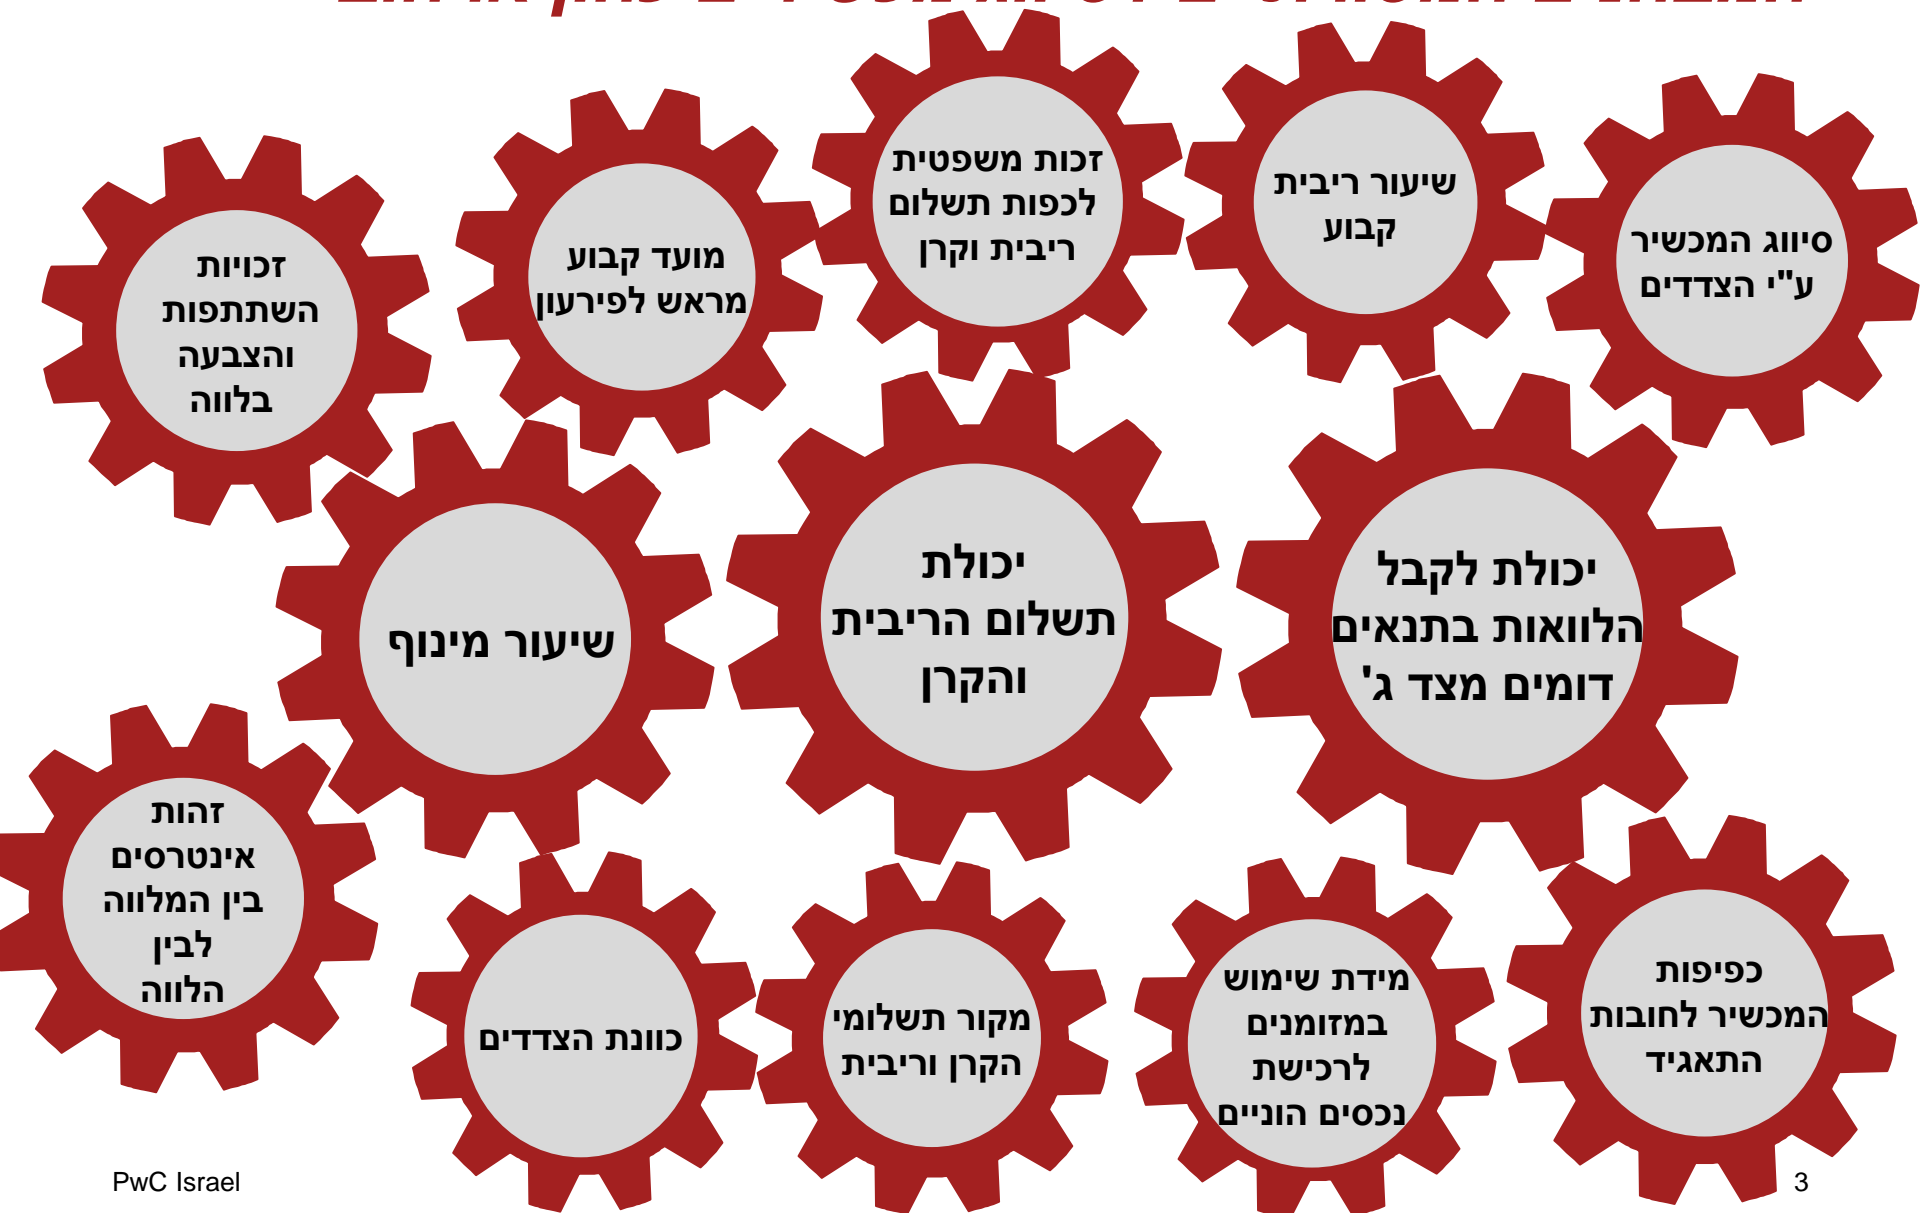 סיווג המכשיר
ע"י הצדדים
שיעור ריבית
קבוע
זכות משפטית
לכפות תשלום
ריבית וקרן
מועד קבוע
מראש לפירעון
זכויות
השתתפות
והצבעה
בלווה
יכולת לקבל
הלוואות בתנאים
דומים מצד ג'
יכולת
תשלום הריבית
והקרן
שיעור מינוף
כפיפות
המכשיר לחובות
התאגיד
מידת שימוש
במזומנים
לרכישת
נכסים הוניים
מקור תשלומי
הקרן וריבית
כוונת הצדדים
זהות
אינטרסים
בין המלווה
לבין
הלווה
PwC Israel
3